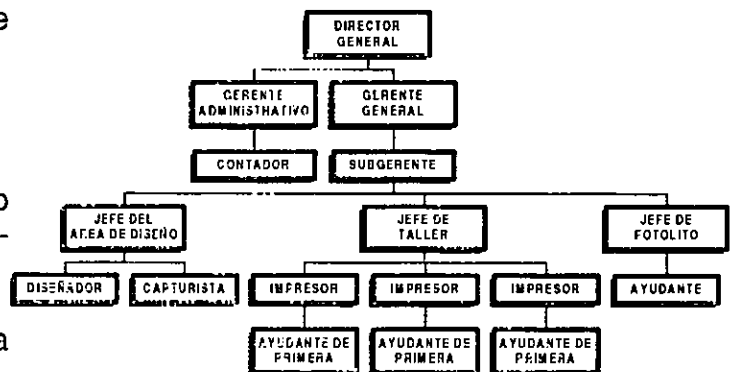 e
DIRECTOR
GENERAL
GERENTE
ADMINISTRATIVO
GERENTE
GENERAL
CONTADOR
SUBGERENTE
o
-
JEFE DEL
AREA DE DISEÑO
JEFE DE
TALLER
JEFE DE
FOTOLITO
DISEÑADOR
CAPTURISTA
IMPRESOR
IMPRESOR
IMPRESOR
AYUDANTE
a
AYUDANTE DE
PRIMERA
AYUDANTE DE
PRIMERA
AYUDANTE DE
PRIMERA